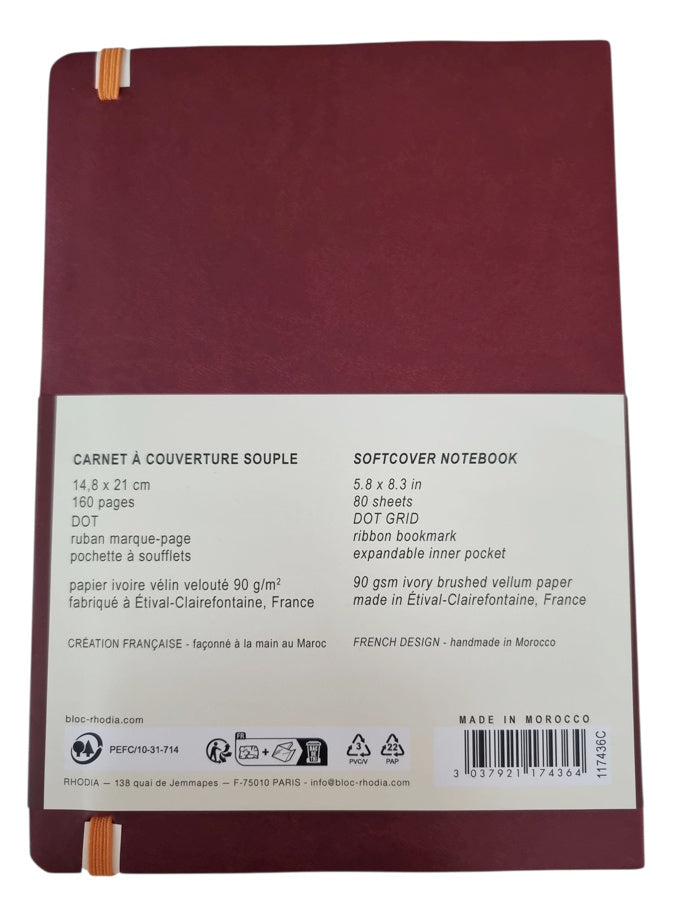 CARNET À COUVERTURE SOUPLE
14,8 x 21 cm
160 pages
DOT
ruban marque-page
pochette à soufflets
papier ivoire vélin velouté 90 g/m²
fabriqué à Étival-Clairefontaine, France
CRÉATION FRANÇAISE - façonné à la main au Maroc
SOFTCOVER NOTEBOOK
5.8 x 8.3 in
80 sheets
DOT GRID
ribbon bookmark
expandable inner pocket
90 gsm ivory brushed vellum paper
made in Étival-Clairefontaine, France
FRENCH DESIGN - handmade in Morocco
bloc-rhodia.com
PEFC/10-31-714
FR
+
3
PVC/V
22
PAP
RHODIA — 138 quai de Jemmapes — F-75010 PARIS - info@bloc-rhodia.com
MADE IN MOROCCO
3 037921 174364
117436C